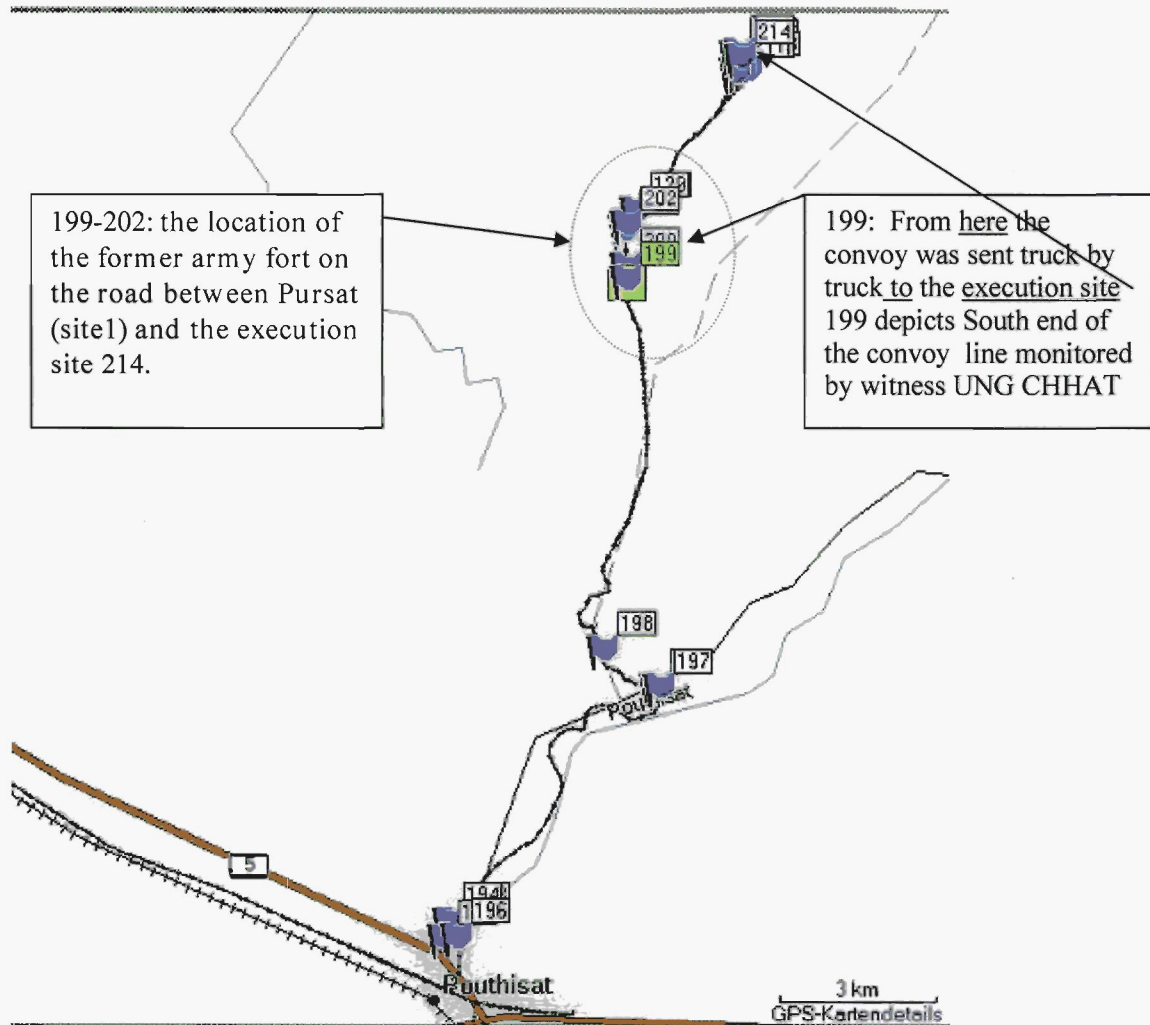 214
202
199
199-202: the location of
the former army fort on
the road between Pursat
(site1) and the execution
site 214.
199: From here the
convoy was sent truck by
truck to the execution site
199 depicts South end of
the convoy line monitored
by witness UNG CHHAT
198
197
Pouthisat
5
196
Pouthisat
3 km
GPS-Kartendetails